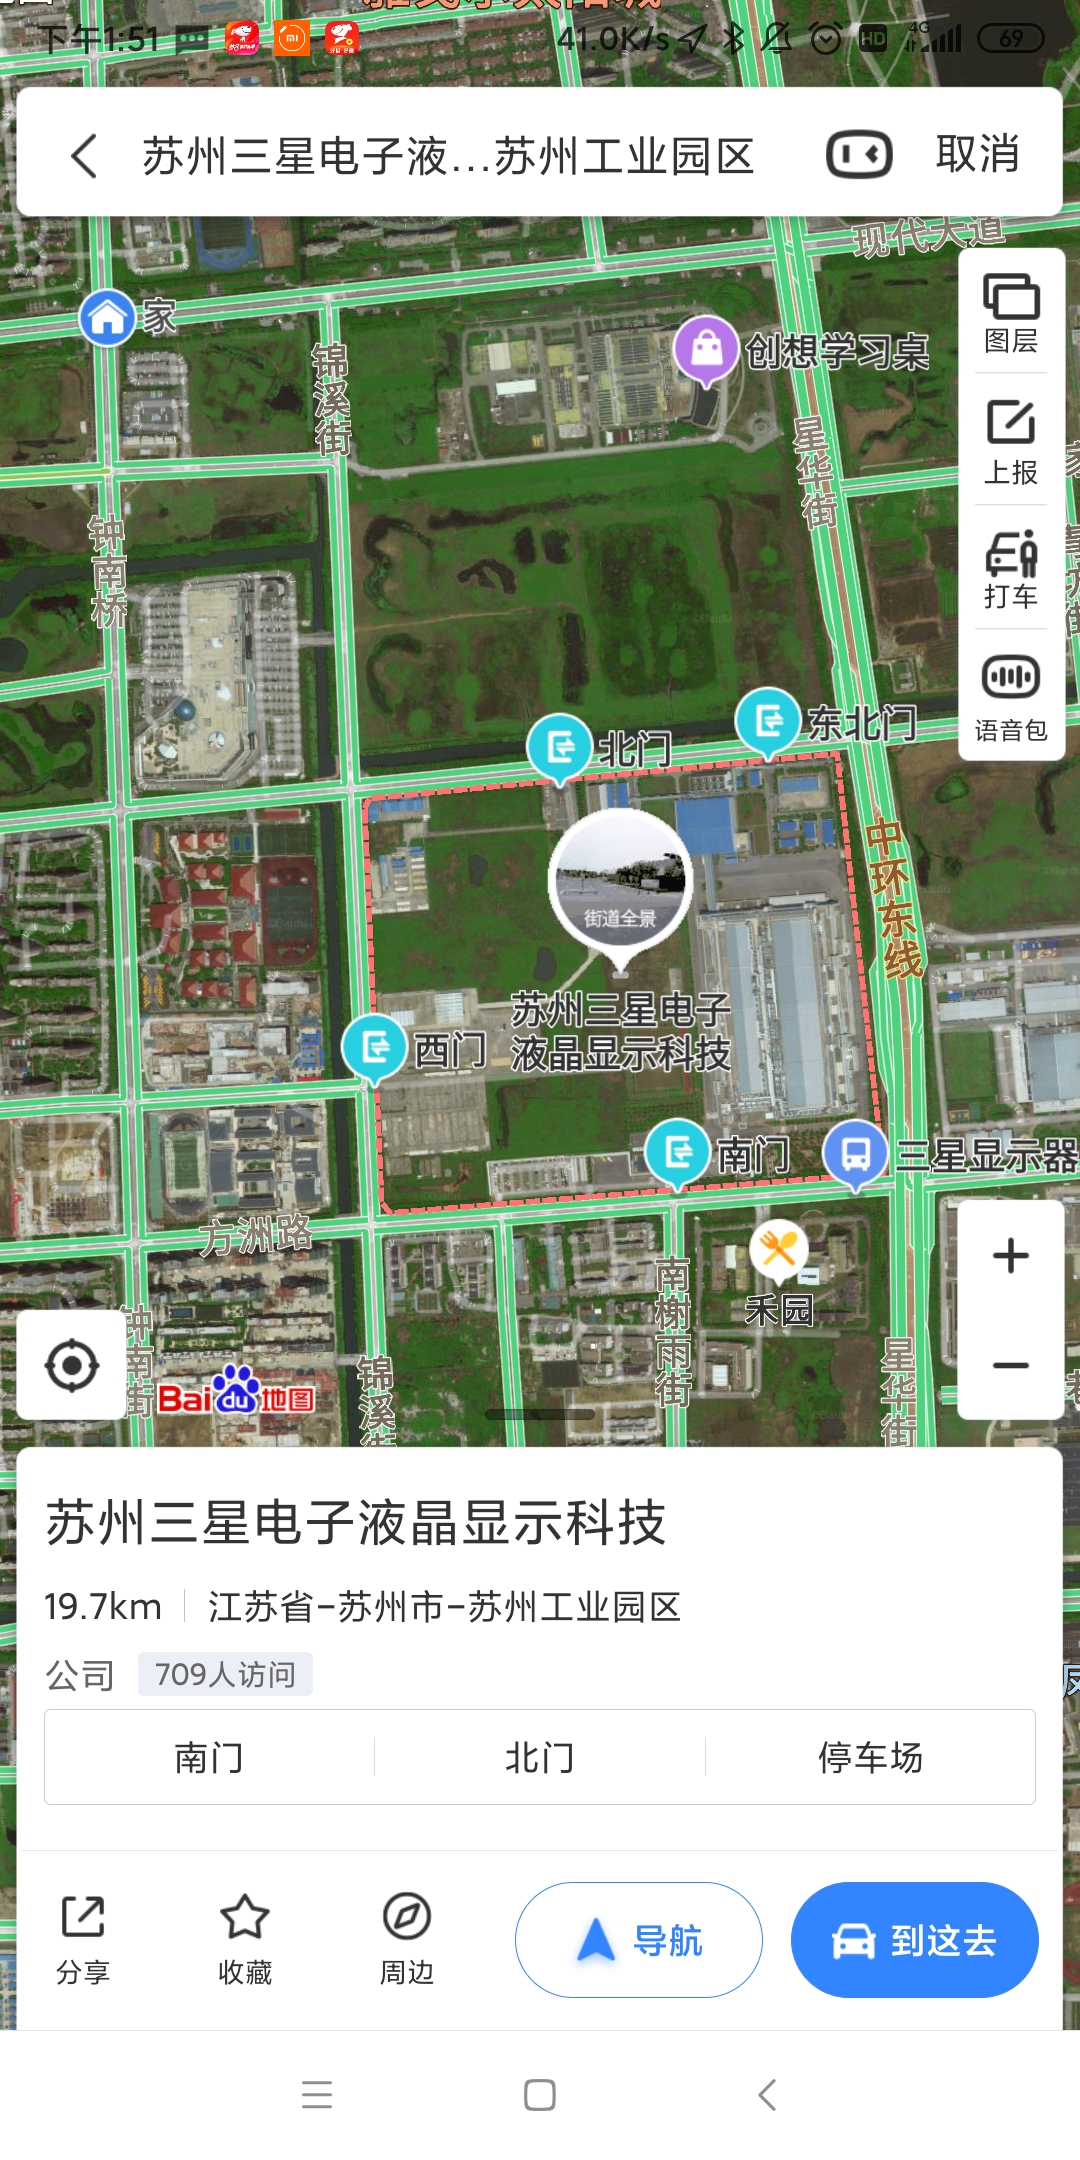 下午1:51
41.0K/s
HD
4G
69
苏州三星电子液...苏州工业园区
取消
现代大道
家
锦溪街
创想学习桌
图层
星华街
上报
钟南桥
打车
语音包
北门
东北门
中环东线
街道全景
苏州三星电子
液晶显示科技
西门
南门
三星显示器
方洲路
禾园
南榭雨街
钟南街
锦溪街
星华街
Bai du 地图
苏州三星电子液晶显示科技
19.7km
江苏省-苏州市-苏州工业园区
公司
709人访问
南门
北门
停车场
分享
收藏
周边
导航
到这去